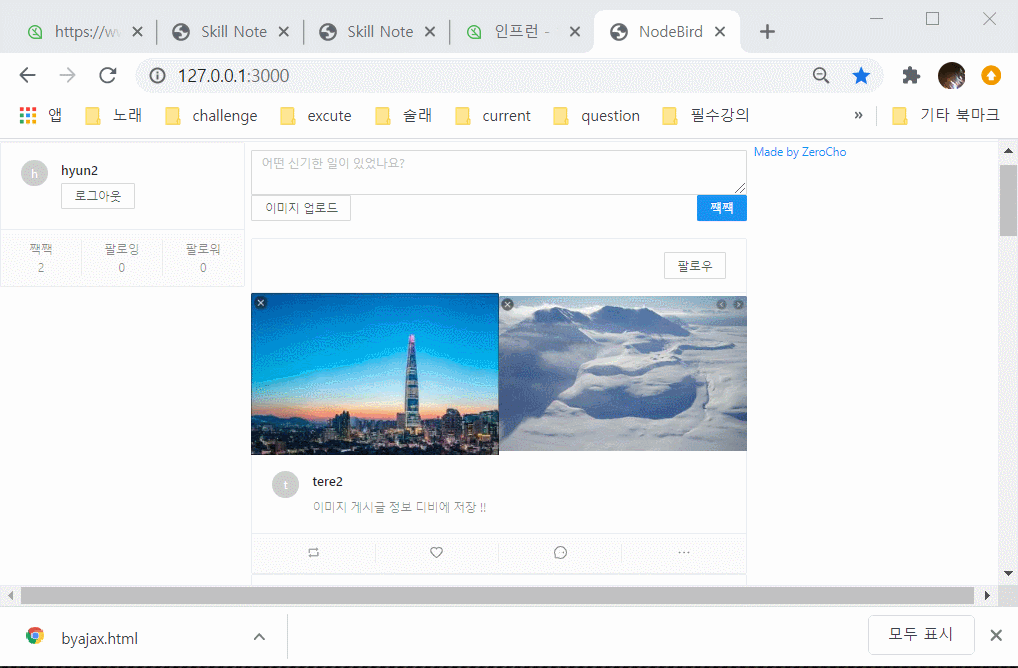 https://ww
Skill Note
Skill Note
인프런 -
NodeBird
127.0.0.1:3000
앱
노래
challenge
excute
술래
current
question
필수강의
»
기타 북마크
h
hyun2
로그아웃
짹짹 팔로잉 팔로워
2 0 0
어떤 신기한 일이 있었나요?
이미지 업로드
짹짹
Made by ZeroCho
팔로우
t
tere2
이미지 게시글 정보 디비에 저장 !!
byajax.html
모두 표시